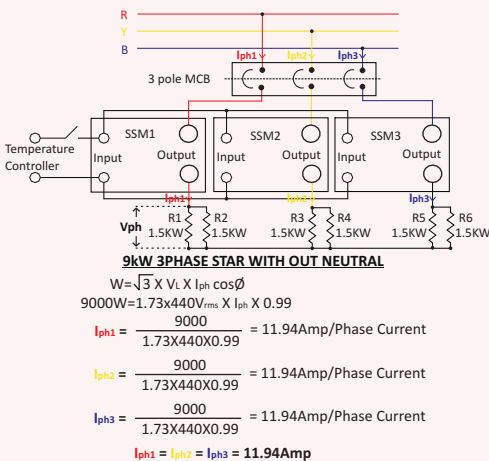 R
Y
B
Iph1 Iph2 Iph3
3 pole MCB
SSM1 SSM2 SSM3
Temperature
Controller
Input Output Input Output Input Output
Iph1 Iph2 Iph3
Vph
R1 R2 R3 R4 R5 R6
1.5KW 1.5KW 1.5KW 1.5KW 1.5KW 1.5KW
9kW 3PHASE STAR WITH OUT NEUTRAL
W=√3 X VL X Iph cosØ
9000W=1.73x440Vrms X Iph X 0.99
Iph1 = 9000 / 1.73X440X0.99 = 11.94Amp/Phase Current
Iph2 = 9000 / 1.73X440X0.99 = 11.94Amp/Phase Current
Iph3 = 9000 / 1.73X440X0.99 = 11.94Amp/Phase Current
Iph1 = Iph2 = Iph3 = 11.94Amp